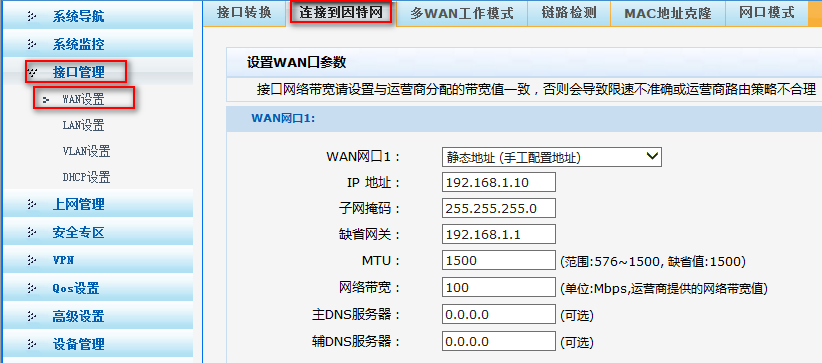 系统导航
系统监控
接口管理
WAN设置
LAN设置
VLAN设置
DHCP设置
上网管理
安全专区
VPN
Qos设置
高级设置
设备管理
接口转换 连接到因特网 多WAN工作模式 链路检测 MAC地址克隆 网口模式
设置WAN口参数
接口网络带宽请设置与运营商分配的带宽值一致，否则会导致限速不准确或运营商路由策略不合理
WAN网口1:
WAN网口1： 静态地址 (手工配置地址)
IP 地址： 192.168.1.10
子网掩码： 255.255.255.0
缺省网关： 192.168.1.1
MTU： 1500 (范围:576~1500, 缺省值:1500)
网络带宽： 100 (单位:Mbps,运营商提供的网络带宽值)
主DNS服务器： 0.0.0.0 (可选)
辅DNS服务器： 0.0.0.0 (可选)